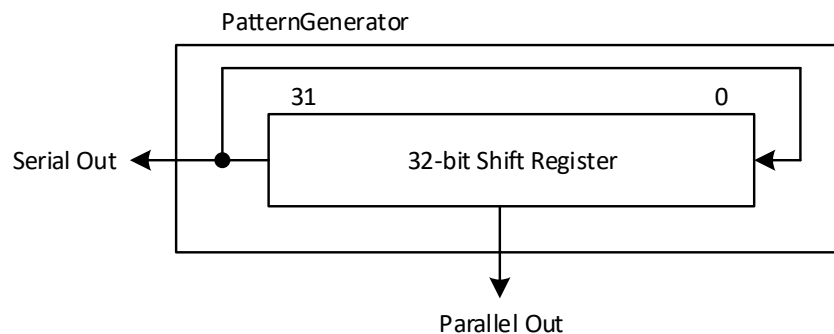 PatternGenerator
31 0
Serial Out
32-bit Shift Register
Parallel Out